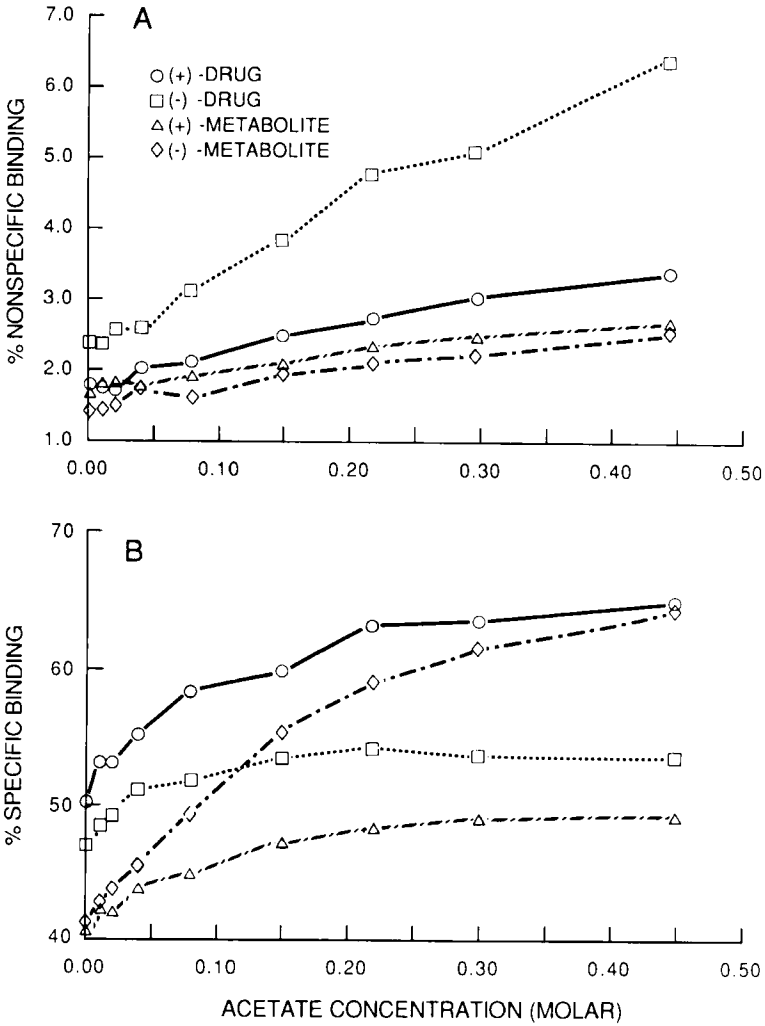 A
7.0
6.0
5.0
4.0
3.0
2.0
1.0
% NONSPECIFIC BINDING
(+) -DRUG
(-) -DRUG
(+) -METABOLITE
(-) -METABOLITE
0.00 0.10 0.20 0.30 0.40 0.50
B
70
60
50
40
% SPECIFIC BINDING
0.00 0.10 0.20 0.30 0.40 0.50
ACETATE CONCENTRATION (MOLAR)